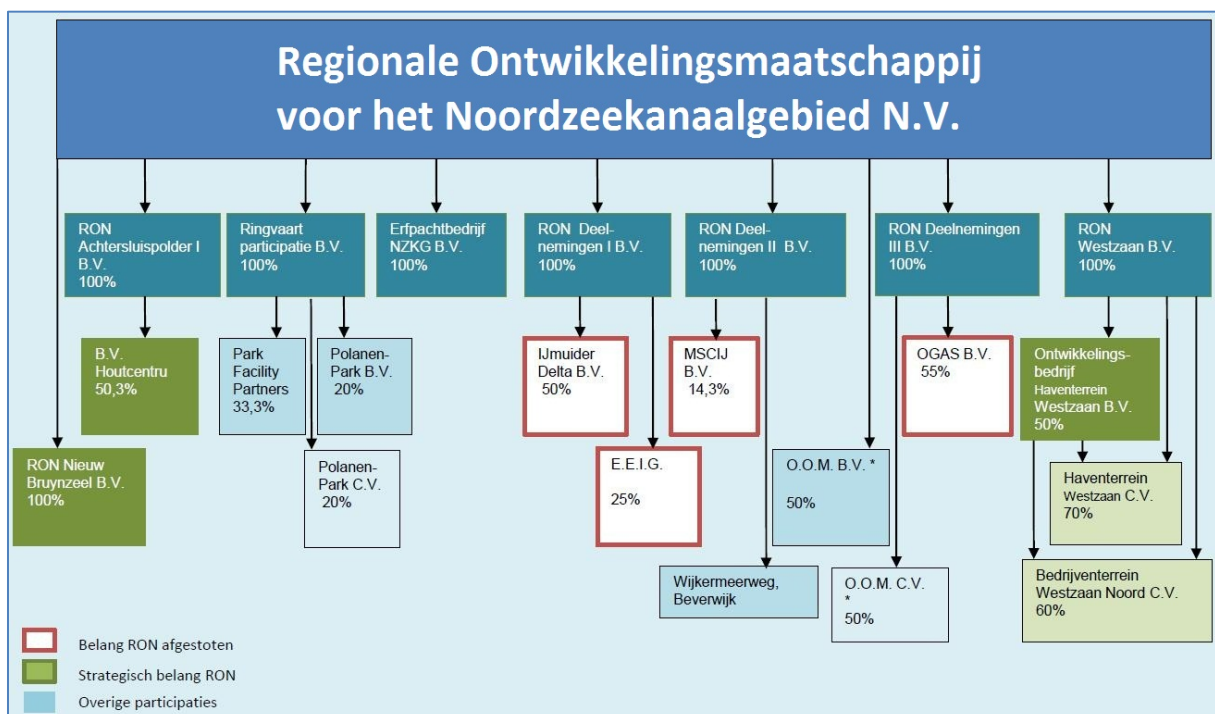 Regionale Ontwikkelingsmaatschappij
voor het Noordzeekanaalgebied N.V.
RON
Achtersluispolder I
B.V.
100%
Ringvaart
participatie B.V.
100%
Erfpachtbedrijf
NZKG B.V.
100%
RON Deel-
nemingen I B.V.
100%
RON Deel-
nemingen II B.V.
100%
RON Deelnemingen
III B.V.
100%
RON
Westzaan B.V.
100%
B.V.
Houtcentru
50,3%
Park
Facility
Partners
33,3%
Polanen-
Park B.V.
20%
IJmuider
Delta B.V.
50%
MSCIJ
B.V.
14,3%
OGAS B.V.
55%
Ontwikkelings-
bedrijf
Haventerrein
Westzaan B.V.
50%
RON Nieuw
Bruynzeel B.V.
100%
Polanen-
Park C.V.
20%
E.E.I.G.
25%
O.O.M. B.V. *
50%
Haventerrein
Westzaan C.V.
70%
Wijkermeerweg,
Beverwijk
O.O.M. C.V.
*
50%
Bedrijventerrein
Westzaan Noord C.V.
60%
Belang RON afgestoten
Strategisch belang RON
Overige participaties